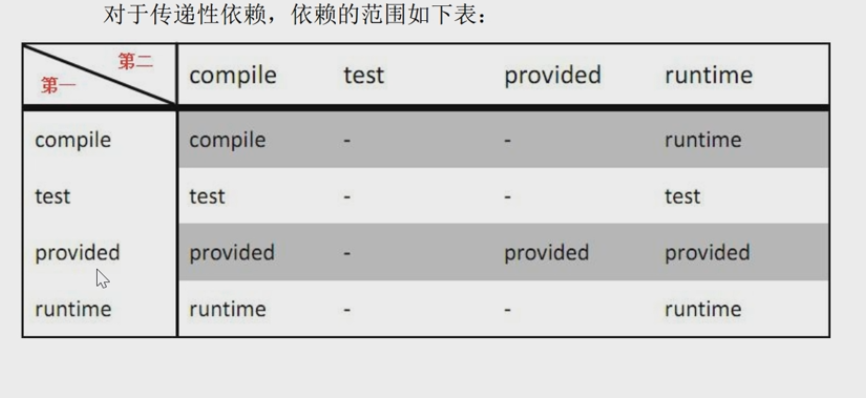 对于传递性依赖，依赖的范围如下表：
第二
第一
compile test provided runtime
compile compile - - runtime
test test - - test
provided provided - provided provided
runtime runtime - - runtime